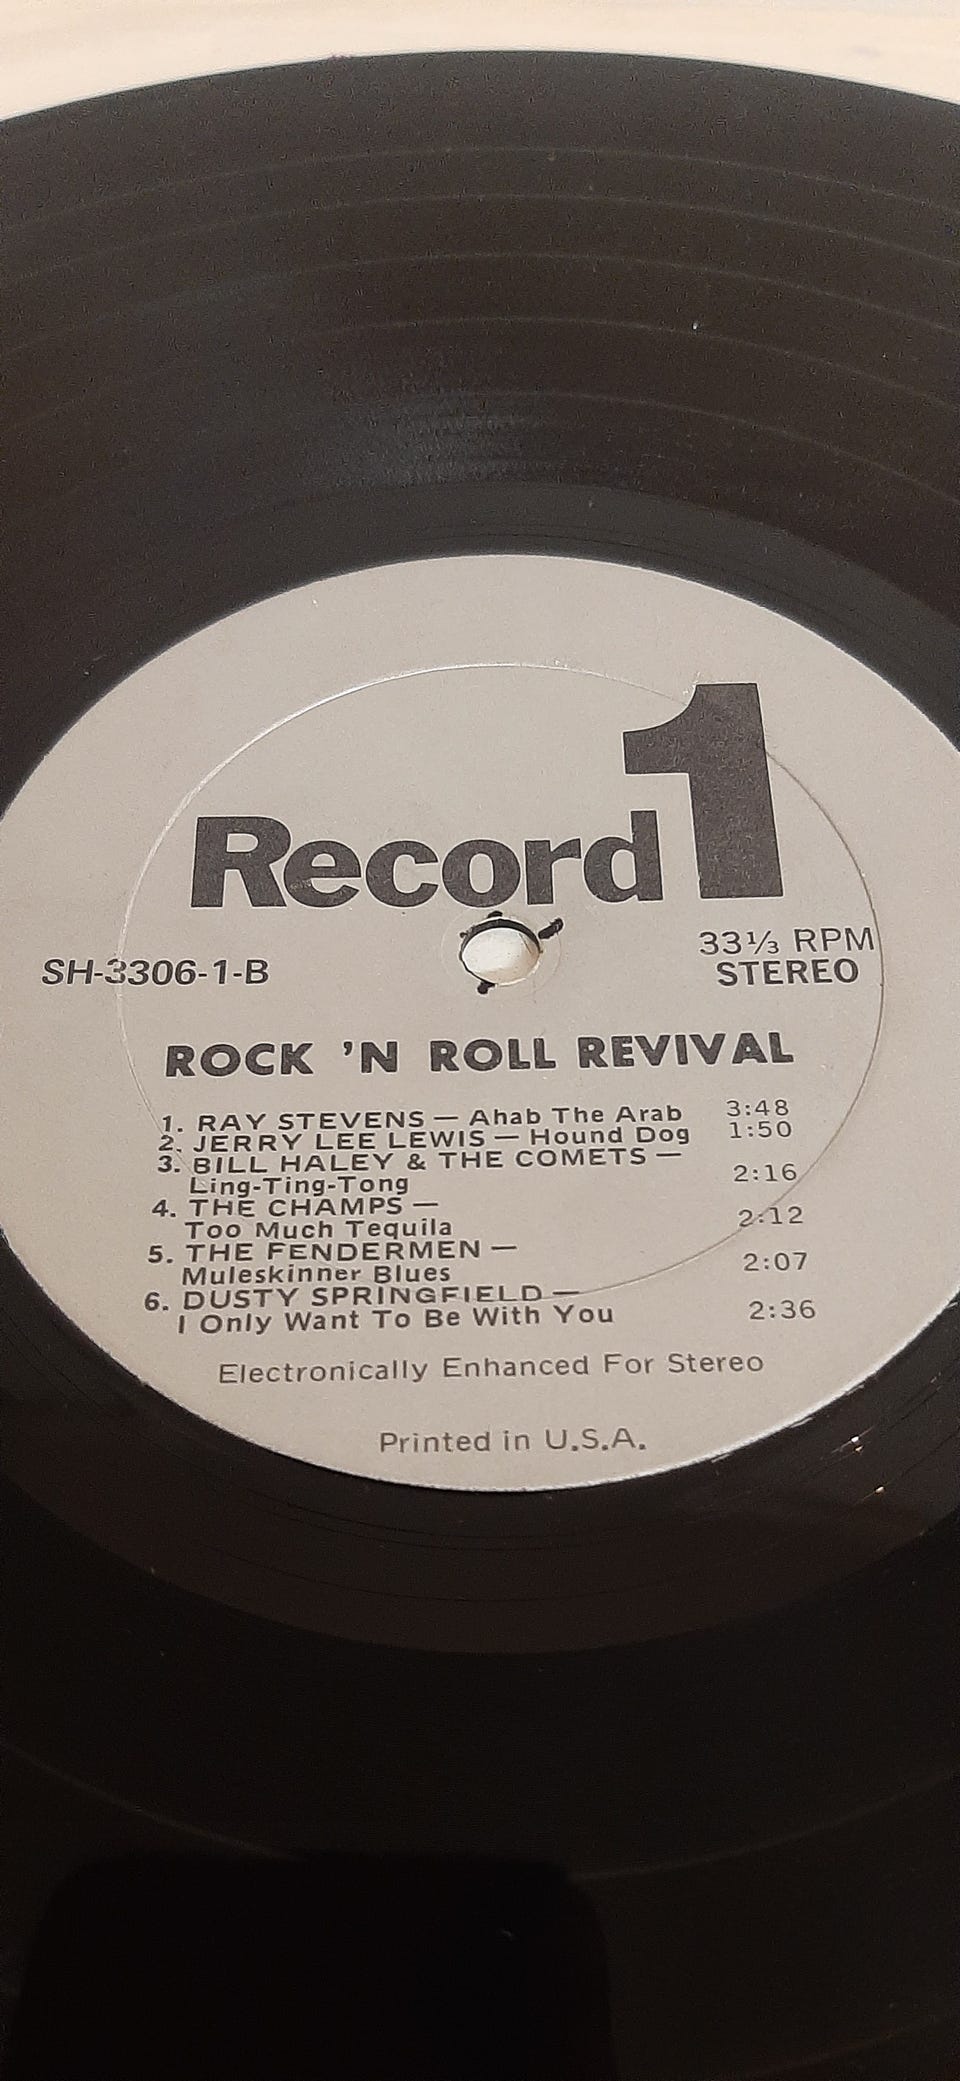 Record 1
SH-3306-1-B
33⅓ RPM
STEREO
ROCK 'N ROLL REVIVAL
1. RAY STEVENS — Ahab The Arab 3:48
2. JERRY LEE LEWIS — Hound Dog 1:50
3. BILL HALEY & THE COMETS —
Ling-Ting-Tong 2:16
4. THE CHAMPS —
Too Much Tequila 2:12
5. THE FENDERMEN —
Muleskinner Blues 2:07
6. DUSTY SPRINGFIELD —
I Only Want To Be With You 2:36
Electronically Enhanced For Stereo
Printed in U.S.A.